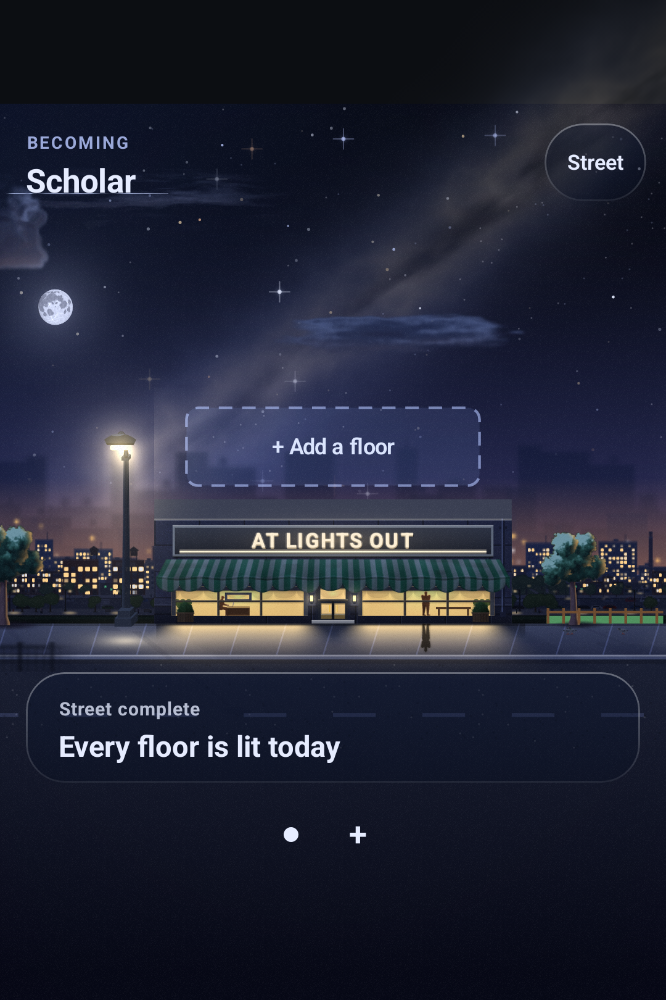 BECOMING
Scholar
Street
+ Add a floor
AT LIGHTS OUT
Street complete
Every floor is lit today
+